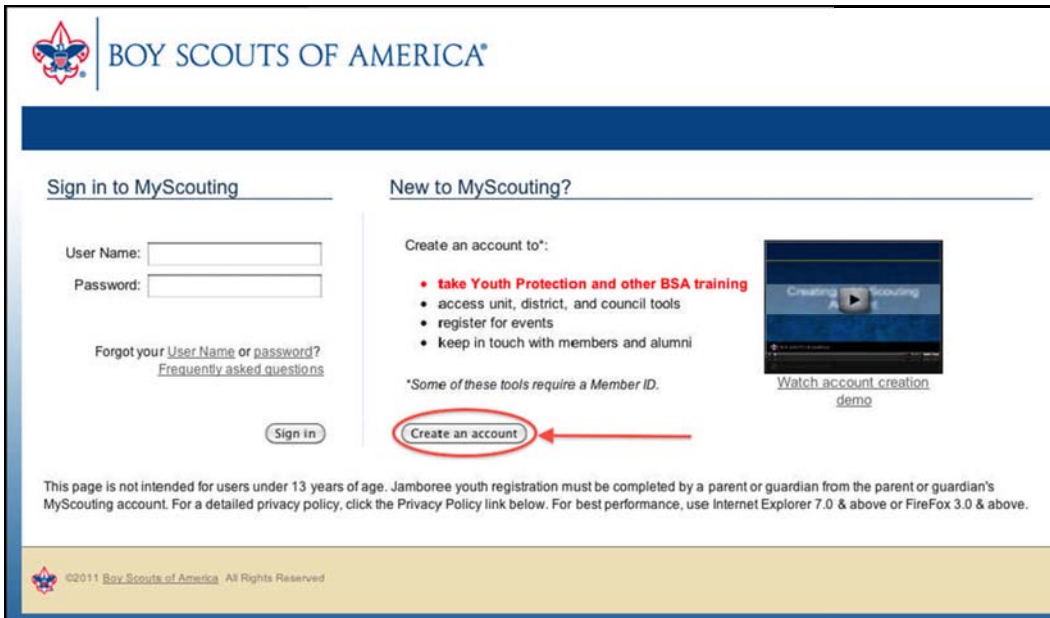 BOY SCOUTS OF AMERICA®
Sign in to MyScouting
User Name:
Password:
Forgot your User Name or password?
Frequently asked questions
Sign in
New to MyScouting?
Create an account to*:
• take Youth Protection and other BSA training
• access unit, district, and council tools
• register for events
• keep in touch with members and alumni
*Some of these tools require a Member ID.
Create an account
Watch account creation
demo
This page is not intended for users under 13 years of age. Jamboree youth registration must be completed by a parent or guardian from the parent or guardian's
MyScouting account. For a detailed privacy policy, click the Privacy Policy link below. For best performance, use Internet Explorer 7.0 & above or FireFox 3.0 & above.
©2011 Boy Scouts of America All Rights Reserved